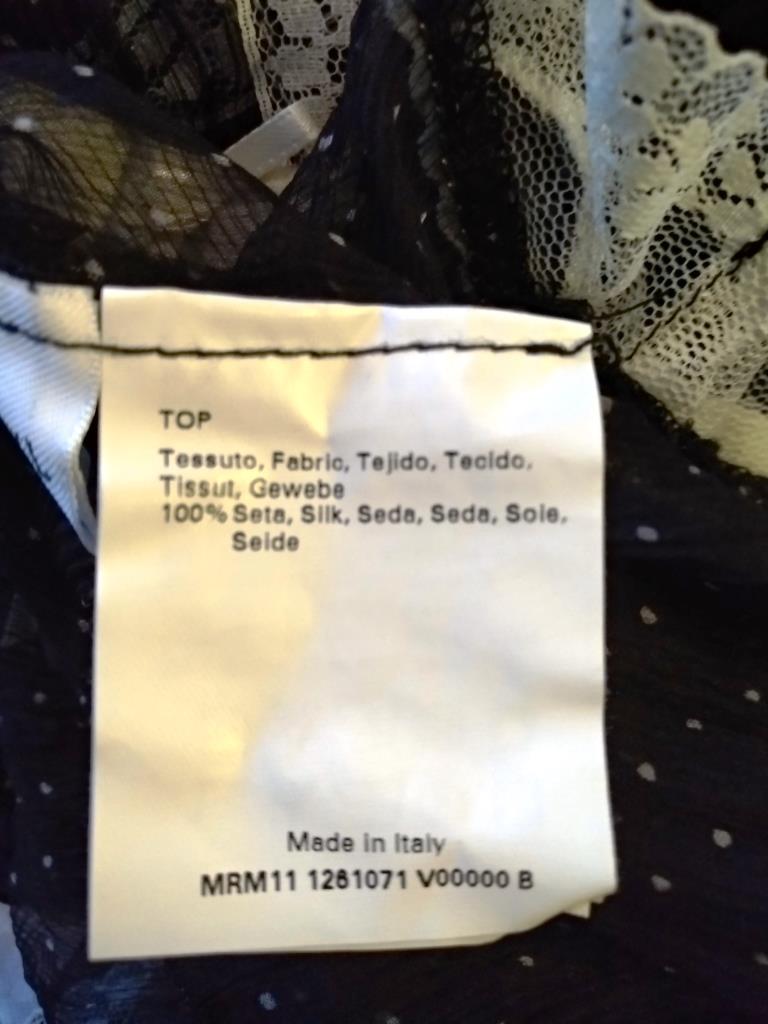 TOP
Tessuto, Fabric, Tejido, Tecido,
Tissut, Gewebe
100% Seta, Silk, Seda, Seda, Soie,
Seide
Made in Italy
MRM11 1261071 V00000 B